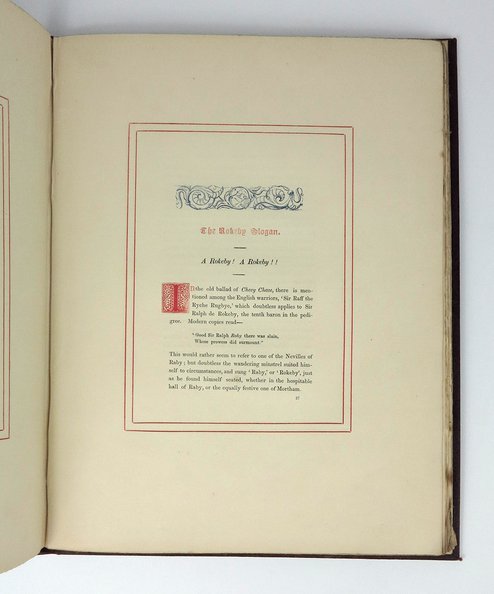 The Rokeby Slogan.
A Rokeby! A Rokeby!!
IN the old ballad of Chevy Chase, there is men-
tioned among the English warriors, 'Sir Raff the
Ryche Rugbye,' which doubtless applies to Sir
Ralph de Rokeby, the tenth baron in the pedi-
gree. Modern copies read—
'Good Sir Ralph Raby there was slain,
Whose prowess did surmount.'
This would rather seem to refer to one of the Nevilles of
Raby; but doubtless the wandering minstrel suited him-
self to circumstances, and sung 'Raby,' or 'Rokeby,' just
as he found himself seated, whether in the hospitable
hall of Raby, or the equally festive one of Mortham.